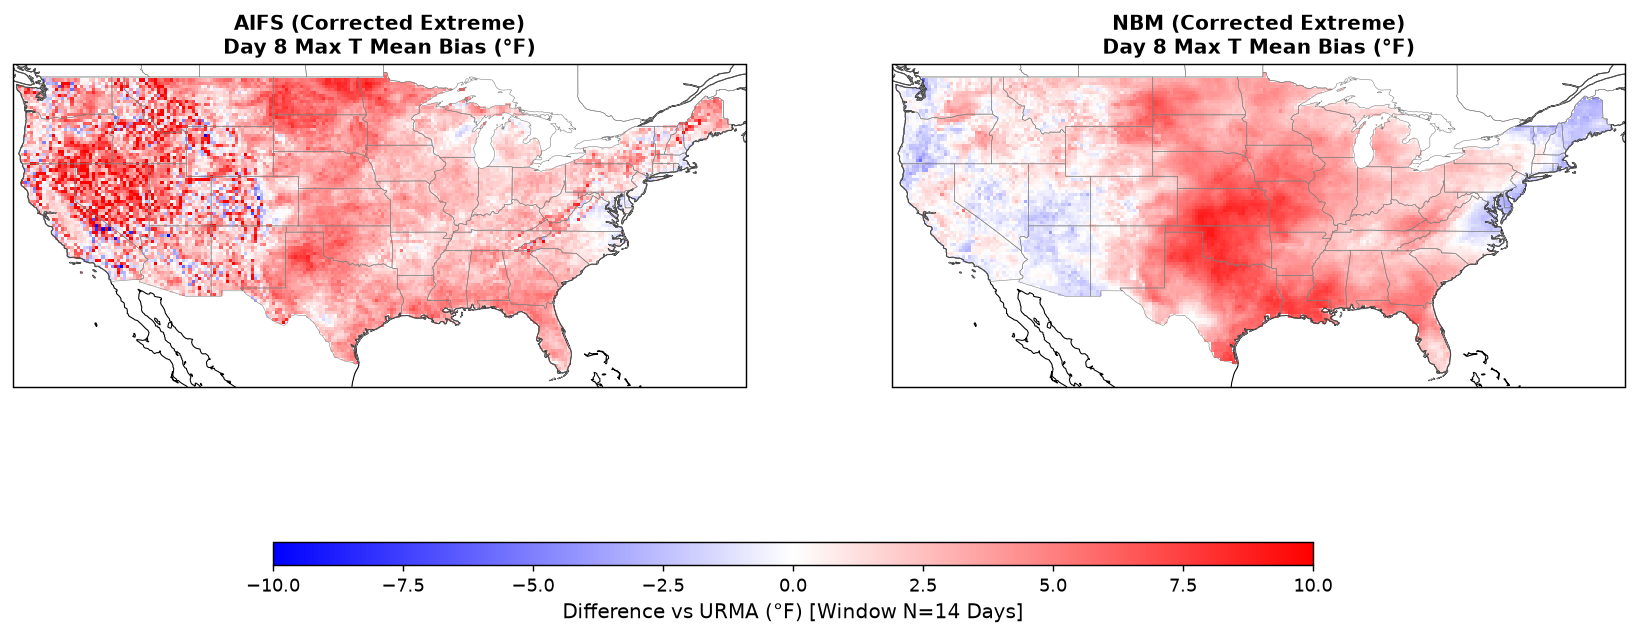 AIFS (Corrected Extreme)
Day 8 Max T Mean Bias (°F)
NBM (Corrected Extreme)
Day 8 Max T Mean Bias (°F)
−10.0 −7.5 −5.0 −2.5 0.0 2.5 5.0 7.5 10.0
Difference vs URMA (°F) [Window N=14 Days]